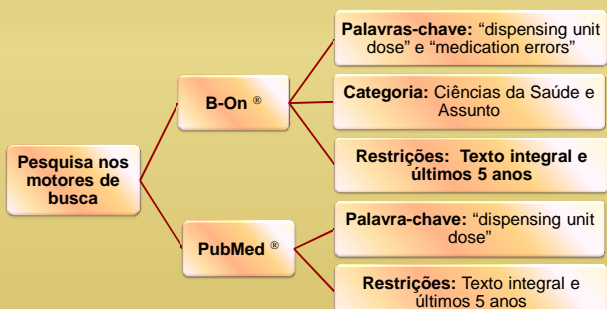 Pesquisa nos
motores de
busca
B-On ®
Palavras-chave: “dispensing unit
dose” e “medication errors”
Categoria: Ciências da Saúde e
Assunto
Restrições: Texto integral e
últimos 5 anos
PubMed ®
Palavra-chave: “dispensing unit
dose”
Restrições: Texto integral e
últimos 5 anos